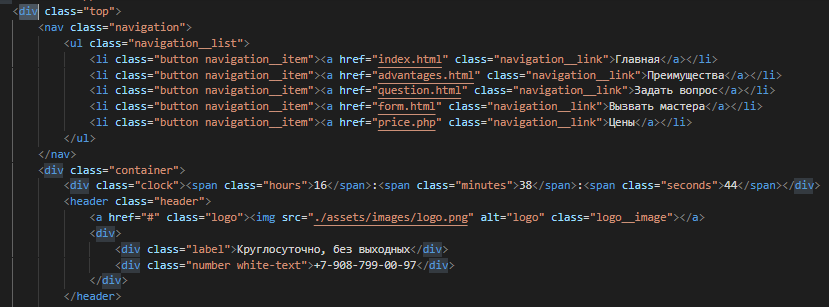 <div class="top">
<nav class="navigation">
<ul class="navigation__list">
<li class="button navigation__item"><a href="index.html" class="navigation__link">Главная</a></li>
<li class="button navigation__item"><a href="advantages.html" class="navigation__link">Преимущества</a></li>
<li class="button navigation__item"><a href="question.html" class="navigation__link">Задать вопрос</a></li>
<li class="button navigation__item"><a href="form.html" class="navigation__link">Вызвать мастера</a></li>
<li class="button navigation__item"><a href="price.php" class="navigation__link">Цены</a></li>
</ul>
</nav>
<div class="container">
<div class="clock"><span class="hours">16</span>:<span class="minutes">38</span>:<span class="seconds">44</span></div>
<header class="header">
<a href="#" class="logo"><img src="./assets/images/logo.png" alt="logo" class="logo__image"></a>
<div>
<div class="label">Круглосуточно, без выходных</div>
<div class="number white-text">+7-908-799-00-97</div>
</div>
</header>